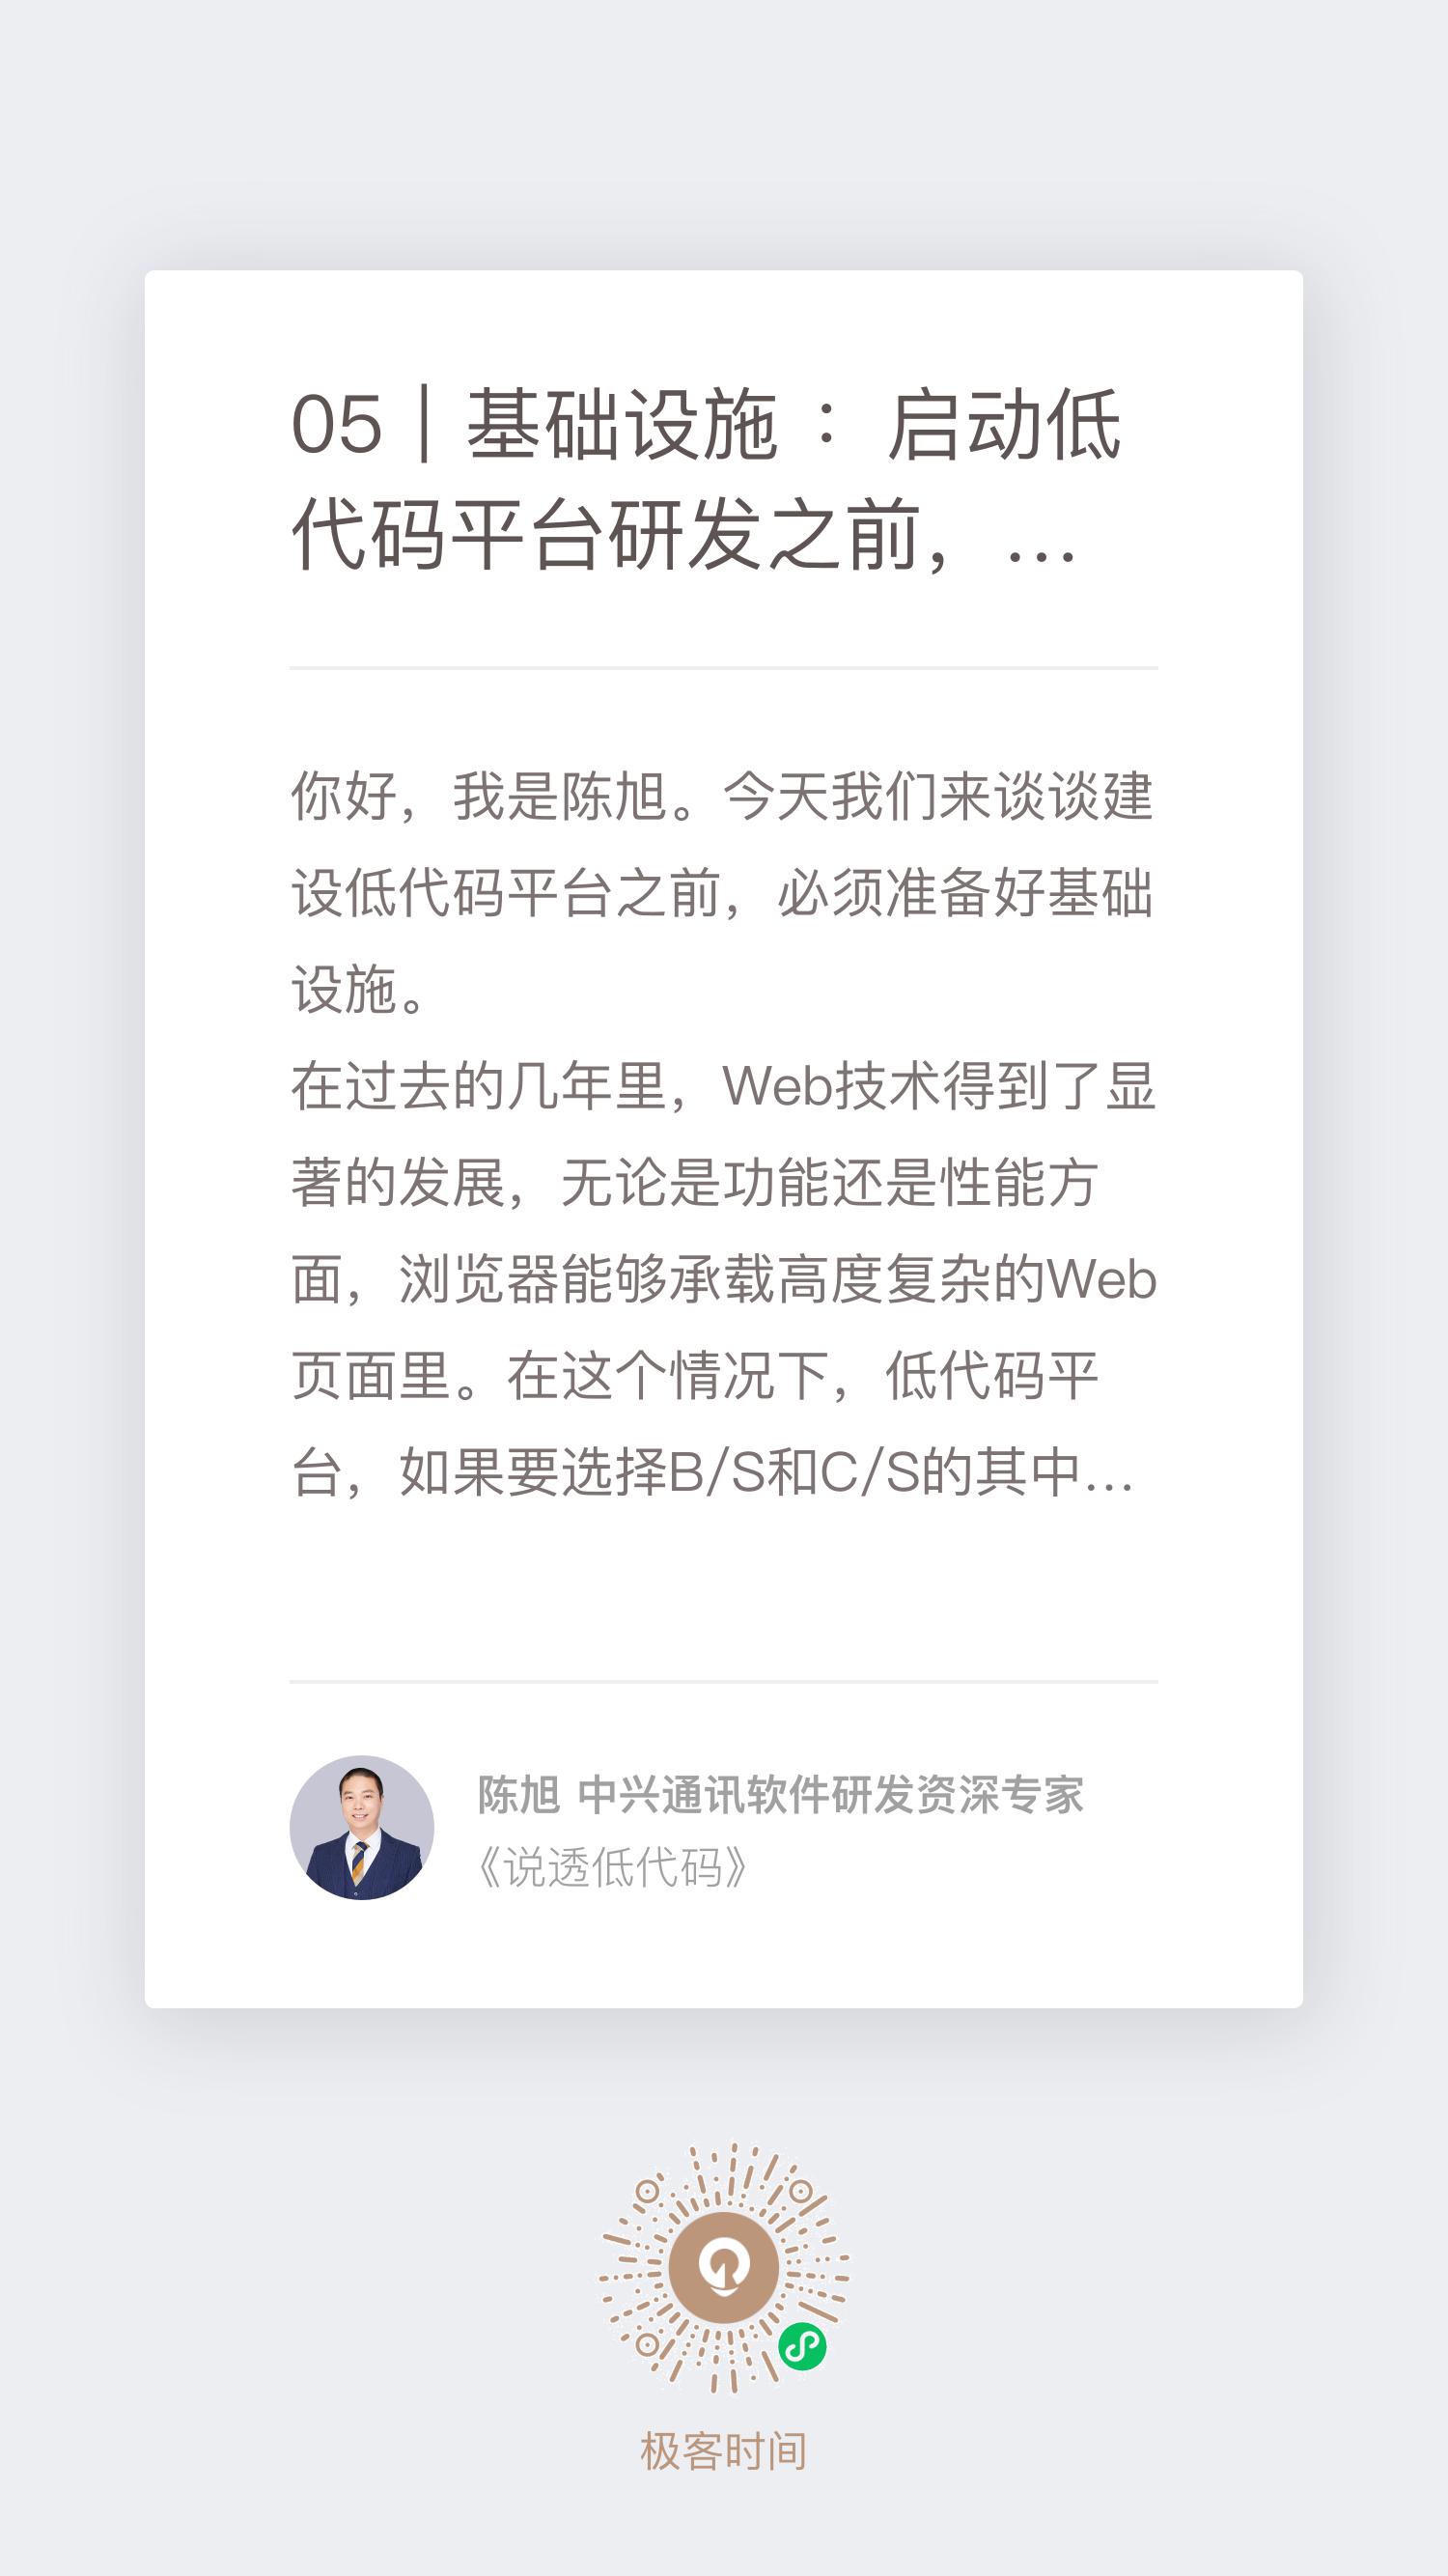 05｜基础设施 ：启动低
代码平台研发之前，…
你好，我是陈旭。今天我们来谈谈建
设低代码平台之前，必须准备好基础
设施。
在过去的几年里，Web技术得到了显
著的发展，无论是功能还是性能方
面，浏览器能够承载高度复杂的Web
页面里。在这个情况下，低代码平
台，如果要选择B/S和C/S的其中…
陈旭 中兴通讯软件研发资深专家
《说透低代码》
极客时间